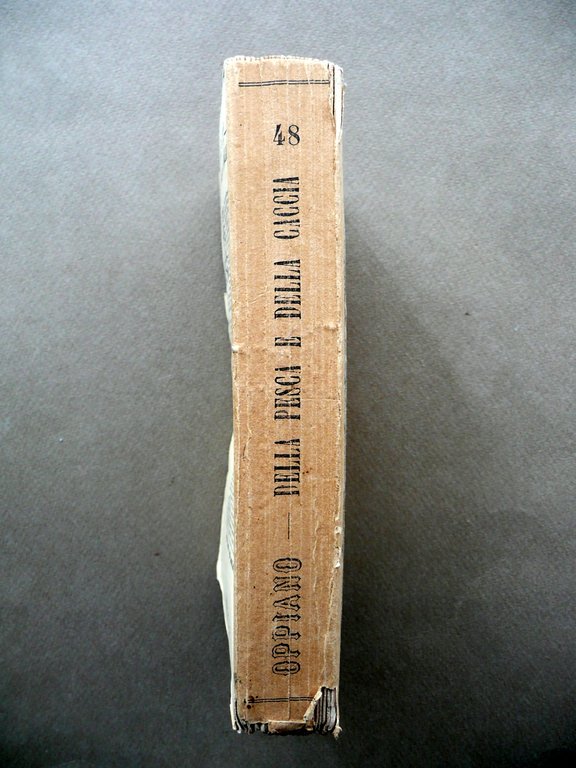 48
OPPIANO — DELLA PESCA E DELLA CACCIA